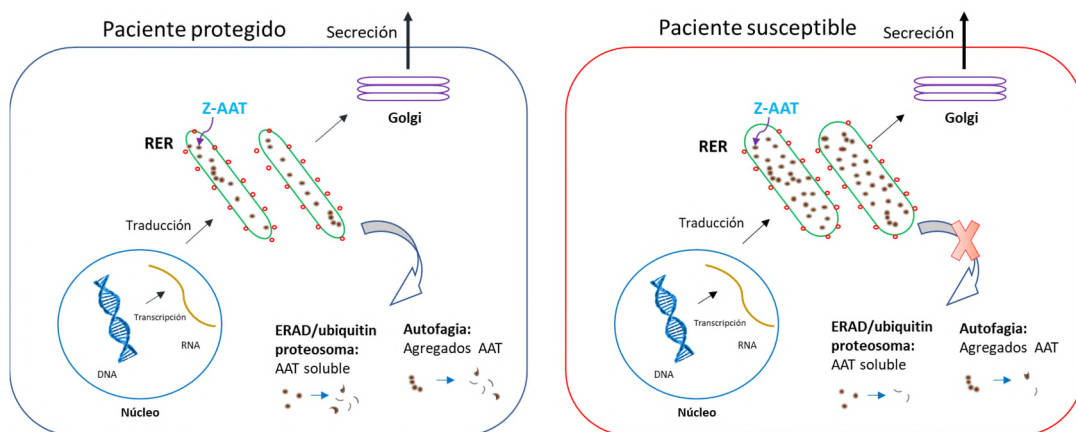 Paciente protegido
Secreción
Golgi
Z-AAT
RER
Traducción
Transcripción
RNA
DNA
Núcleo
ERAD/ubiquitin
proteosoma:
AAT soluble
Autofagia:
Agregados AAT
Paciente susceptible
Secreción
Golgi
Z-AAT
RER
Traducción
Transcripción
RNA
DNA
Núcleo
ERAD/ubiquitin
proteosoma:
AAT soluble
Autofagia:
Agregados AAT